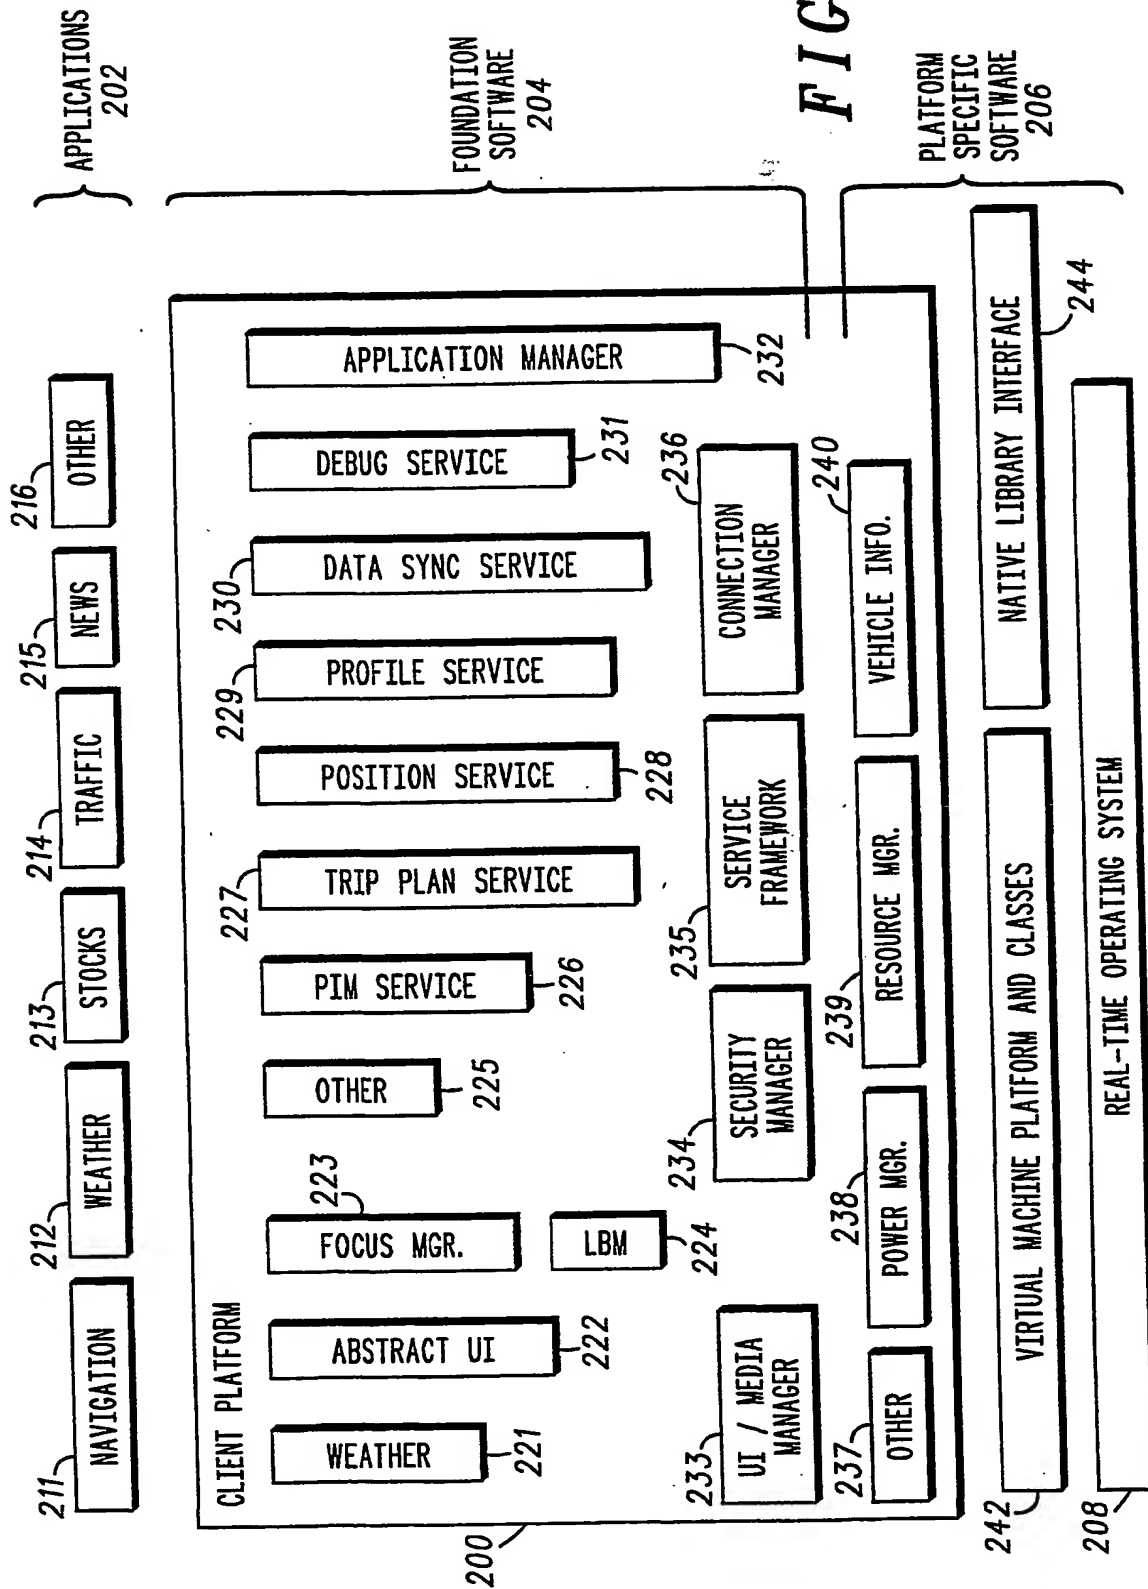 216
215
214
213
212
211
OTHER
NEWS
TRAFFIC
STOCKS
WEATHER
NAVIGATION
APPLICATIONS
202
CLIENT PLATFORM
200
WEATHER
221
ABSTRACT UI
222
223
FOCUS MGR.
LBM
224
OTHER
225
PIM SERVICE
226
227
TRIP PLAN SERVICE
POSITION SERVICE
228
229
PROFILE SERVICE
230
DATA SYNC SERVICE
DEBUG SERVICE
231
APPLICATION MANAGER
232
FOUNDATION
SOFTWARE
204
233
UI / MEDIA
MANAGER
234
SECURITY
MANAGER
235
SERVICE
FRAMEWORK
236
CONNECTION
MANAGER
237
OTHER
238
POWER MGR.
239
RESOURCE MGR.
240
VEHICLE INFO.
FIG
PLATFORM
SPECIFIC
SOFTWARE
206
242
VIRTUAL MACHINE PLATFORM AND CLASSES
NATIVE LIBRARY INTERFACE
244
208
REAL-TIME OPERATING SYSTEM